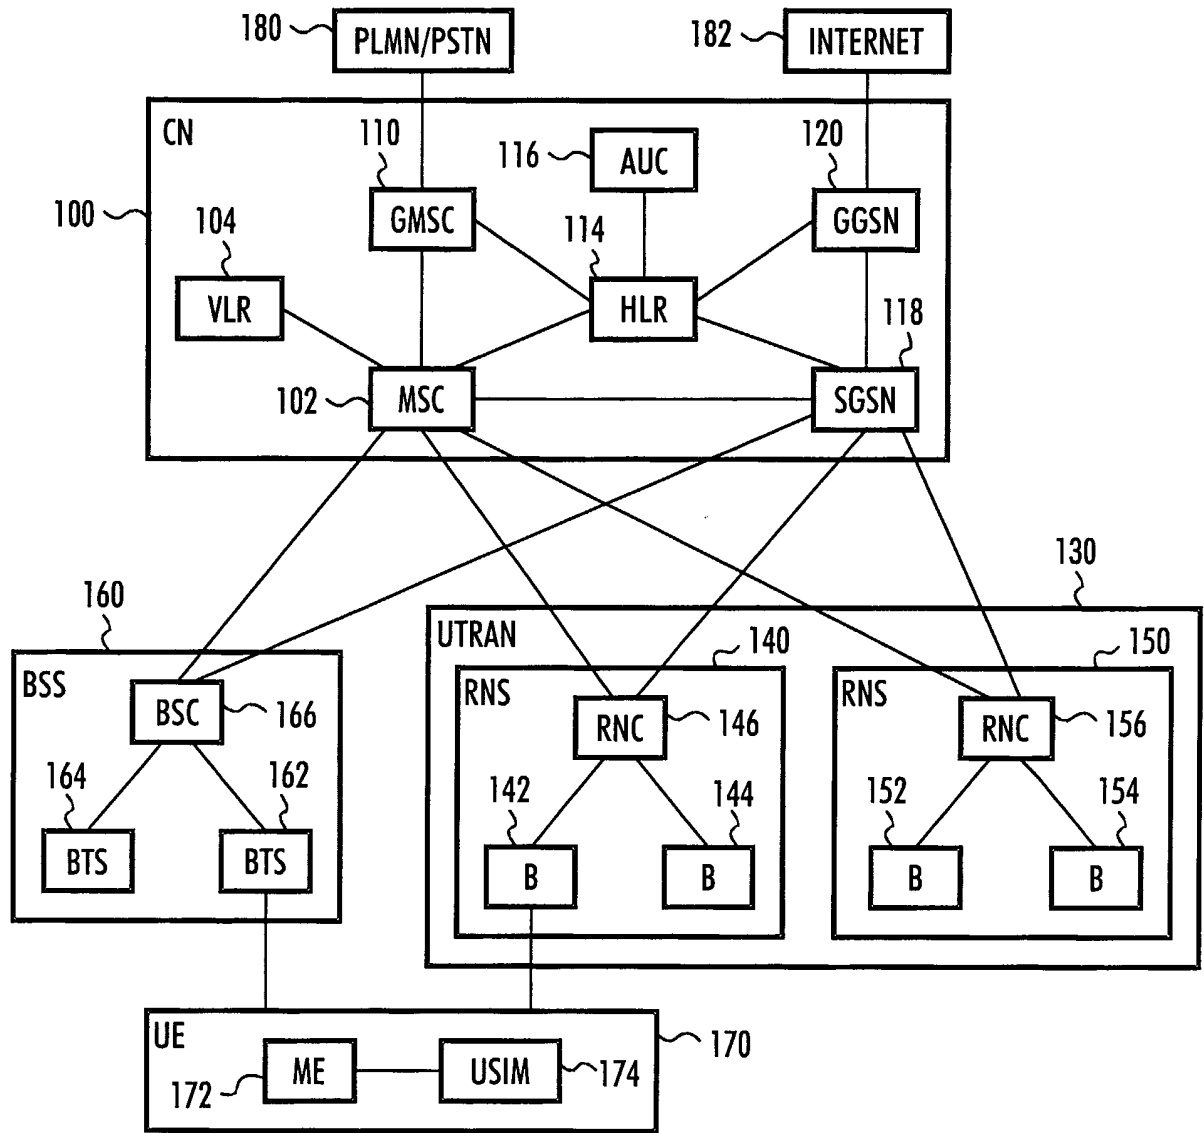 180
PLMN/PSTN
182
INTERNET
CN
110
116
AUC
120
100
104
GMSC
114
GGSN
VLR
HLR
118
102
MSC
SGSN
130
160
UTRAN
140
150
BSS
RNS
RNS
BSC
166
RNC
146
RNC
156
164
162
142
144
152
154
BTS
BTS
B
B
B
B
UE
170
172
ME
USIM
174